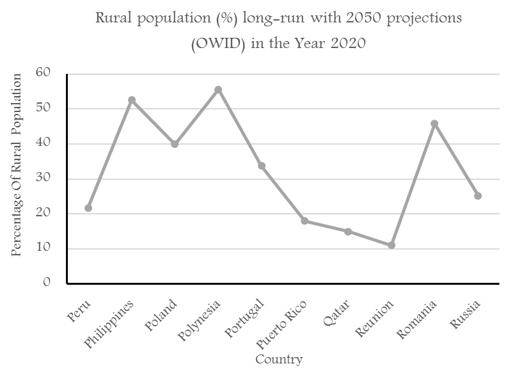 Rural population (%) long-run with 2050 projections
(OWID) in the Year 2020
Percentage Of Rural Population
60
50
40
30
20
10
0
Peru
Philippines
Poland
Polynesia
Portugal
Puerto Rico
Qatar
Reunion
Romania
Russia
Country